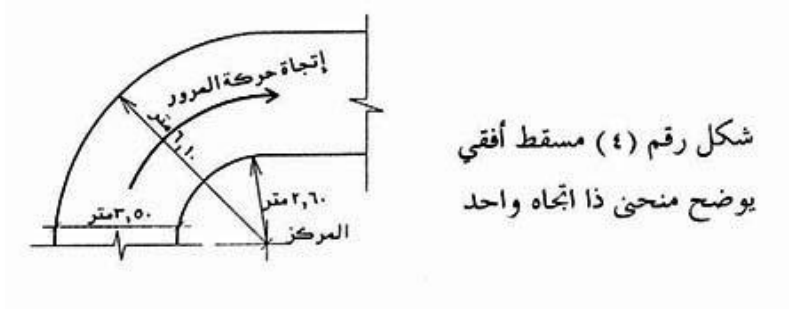 إتجاة حركة المرور
٦,١٠ متر
٢,٦٠ متر
٣,٥٠ متر
المركز
شكل رقم (٤) مسقط أفقي
يوضح منحنى ذا اتجاه واحد